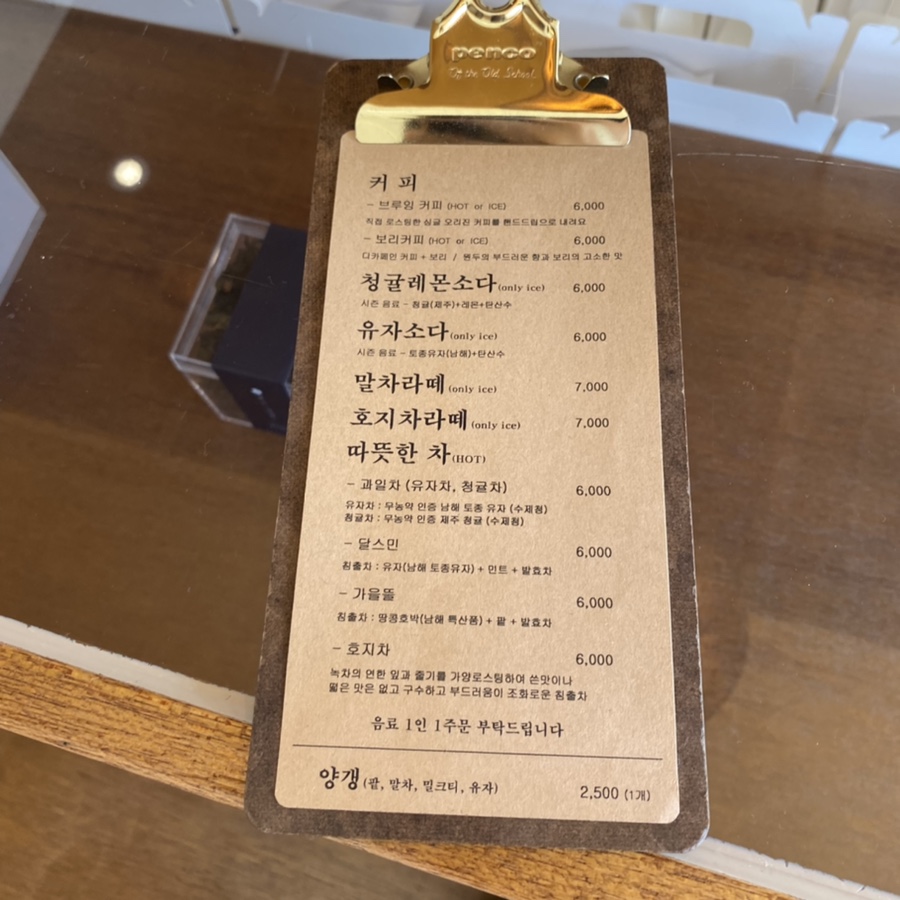 penco
Of the Old School
커 피
- 브루잉 커피 (HOT or ICE) 6,000
직접 로스팅한 싱글 오리진 커피를 핸드드립으로 내려요
- 보리커피 (HOT or ICE) 6,000
디카페인 커피 + 보리 / 원두의 부드러운 향과 보리의 고소한 맛
청귤레몬소다(only ice) 6,000
시즌 음료 - 청귤(제주)+레몬+탄산수
유자소다(only ice) 6,000
시즌 음료 - 토종유자(남해)+탄산수
말차라떼(only ice) 7,000
호지차라떼(only ice) 7,000
따뜻한 차(HOT)
- 과일차 (유자차, 청귤차) 6,000
유자차 : 무농약 인증 남해 토종 유자 (수제청)
청귤차 : 무농약 인증 제주 청귤 (수제청)
- 달스민 6,000
침출차 : 유자(남해 토종유자) + 민트 + 발효차
- 가을뜰 6,000
침출차 : 땅콩호박(남해 특산품) + 팥 + 발효차
- 호지차 6,000
녹차의 연한 잎과 줄기를 가양로스팅하여 쓴맛이나
떫은 맛은 없고 구수하고 부드러움이 조화로운 침출차
음료 1인 1주문 부탁드립니다
양갱(팥, 말차, 밀크티, 유자) 2,500 (1개)